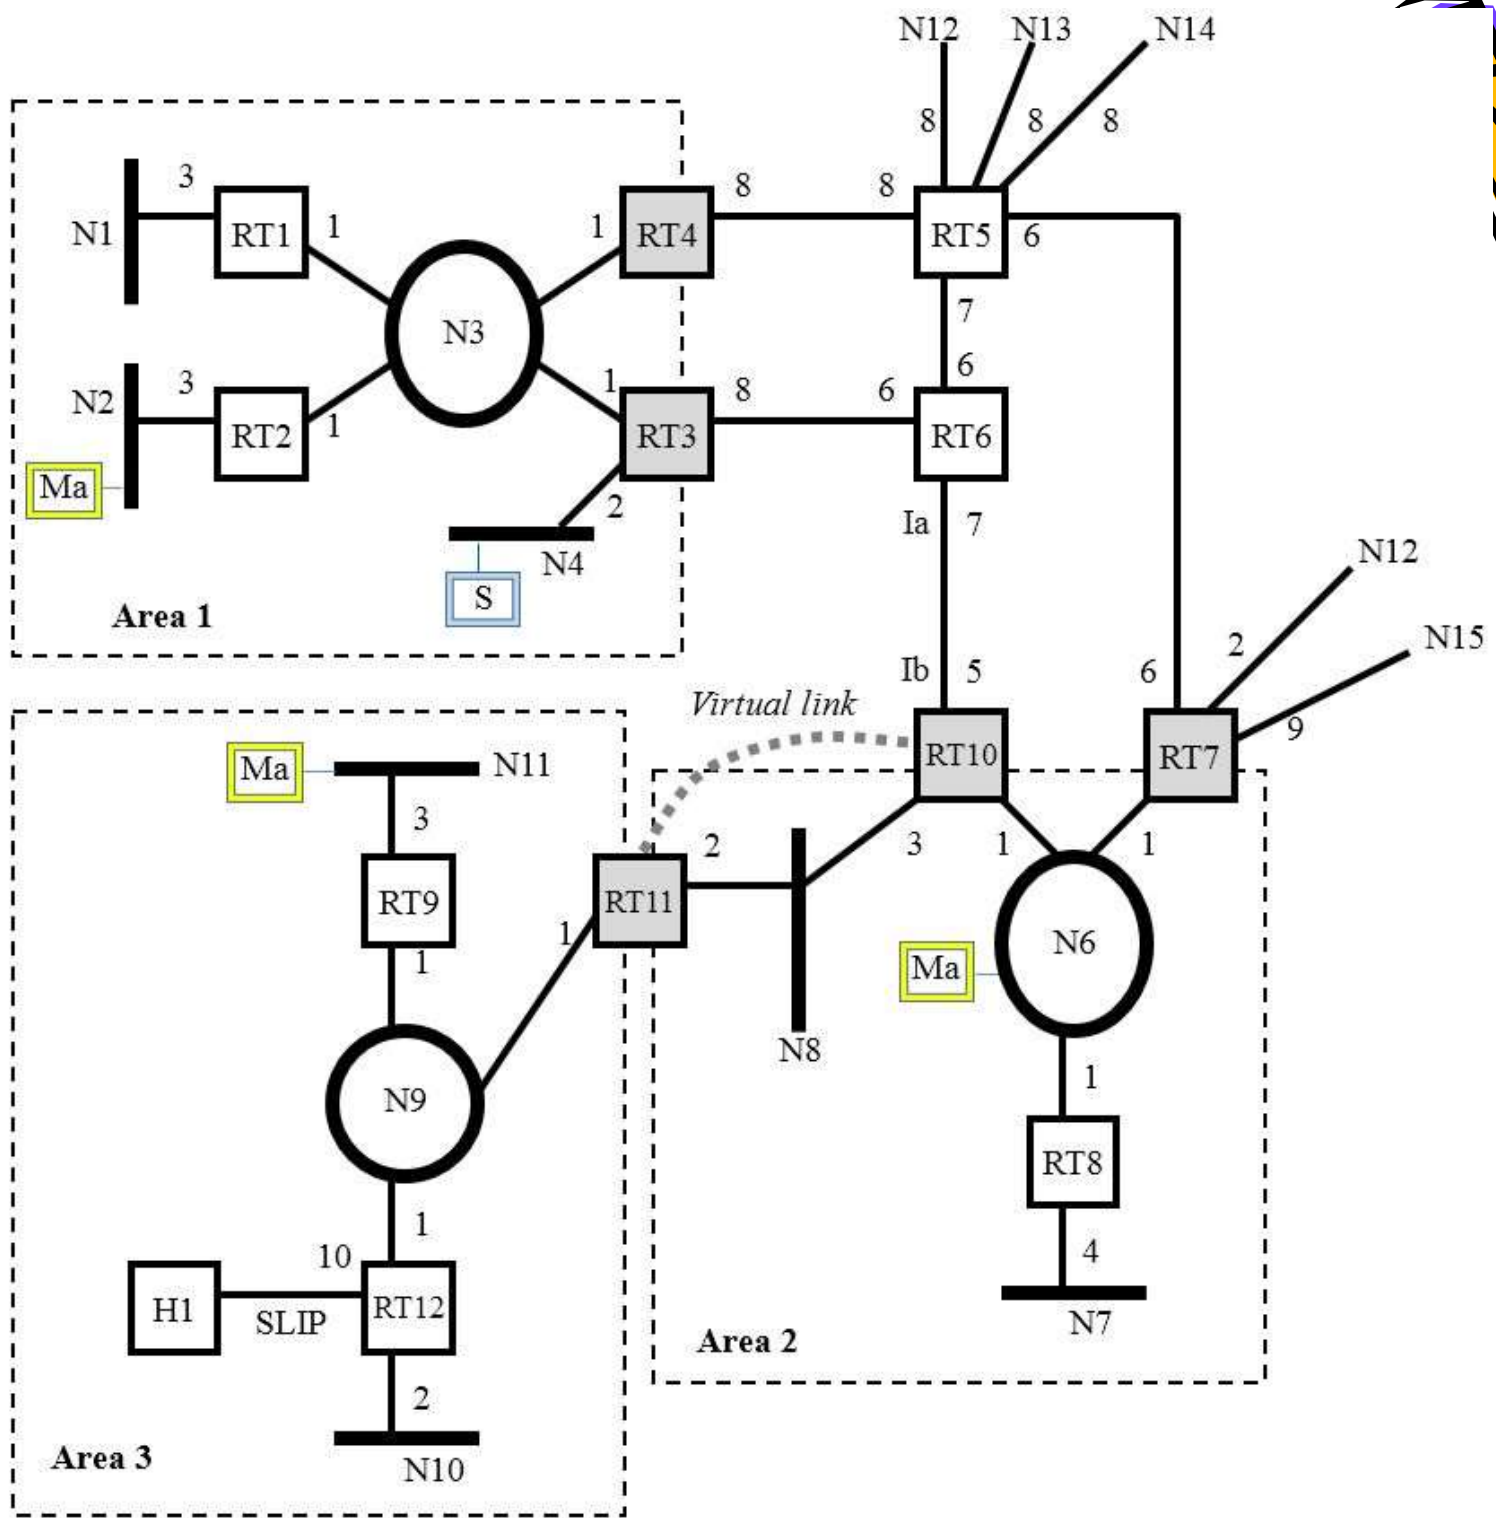 N12 N13 N14
8 8 8
3
N1 RT1 1
1 RT4 8
8 RT5 6
N3
7
6
N2 3
RT2 1
1 RT3 8
6 RT6
Ma
2
N4
S
Ia 7
Area 1
N12
N15
2
9
Ib 5
6
Virtual link
RT10
RT7
Ma
N11
3
RT9
1
RT11
2
3
1
1
1
N8
Ma
N6
N9
1
RT8
4
N7
1
10
H1
SLIP
RT12
2
N10
Area 2
Area 3